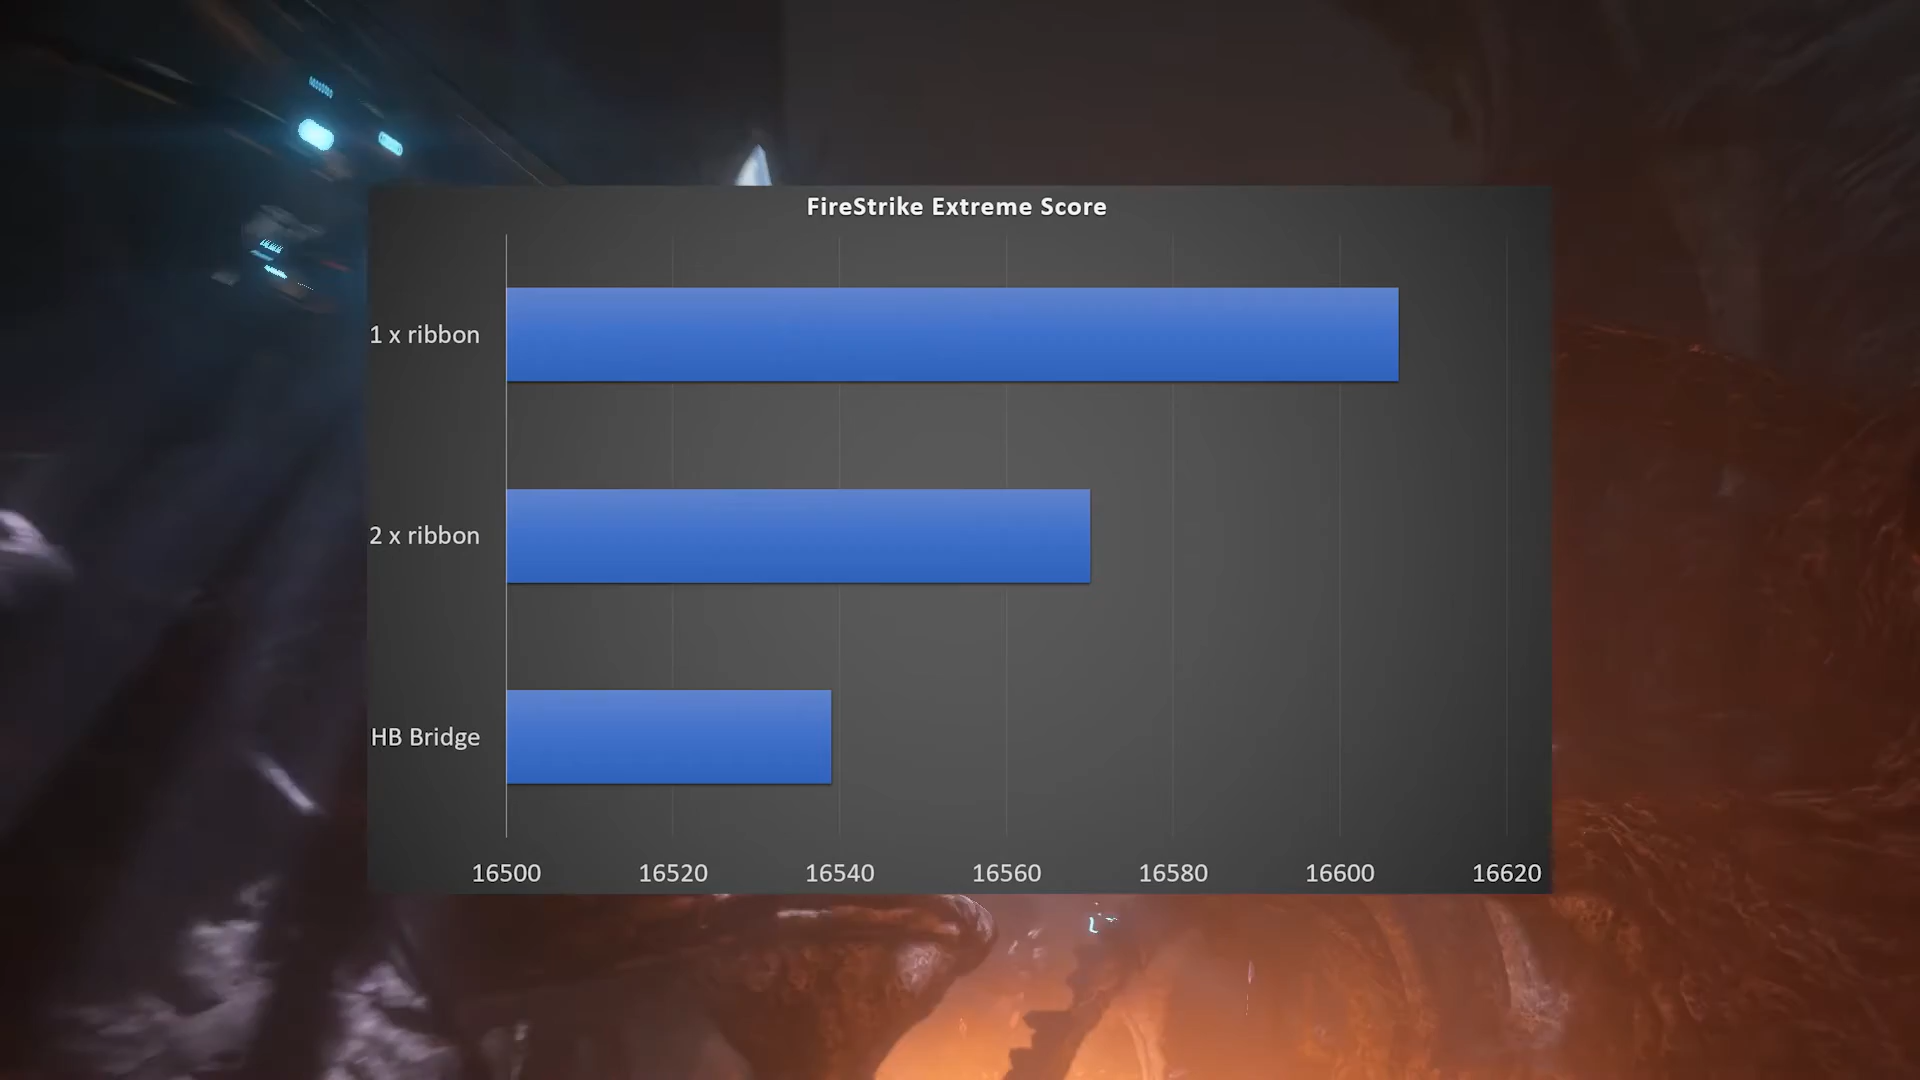 FireStrike Extreme Score
1 x ribbon
2 x ribbon
HB Bridge
16500 16520 16540 16560 16580 16600 16620